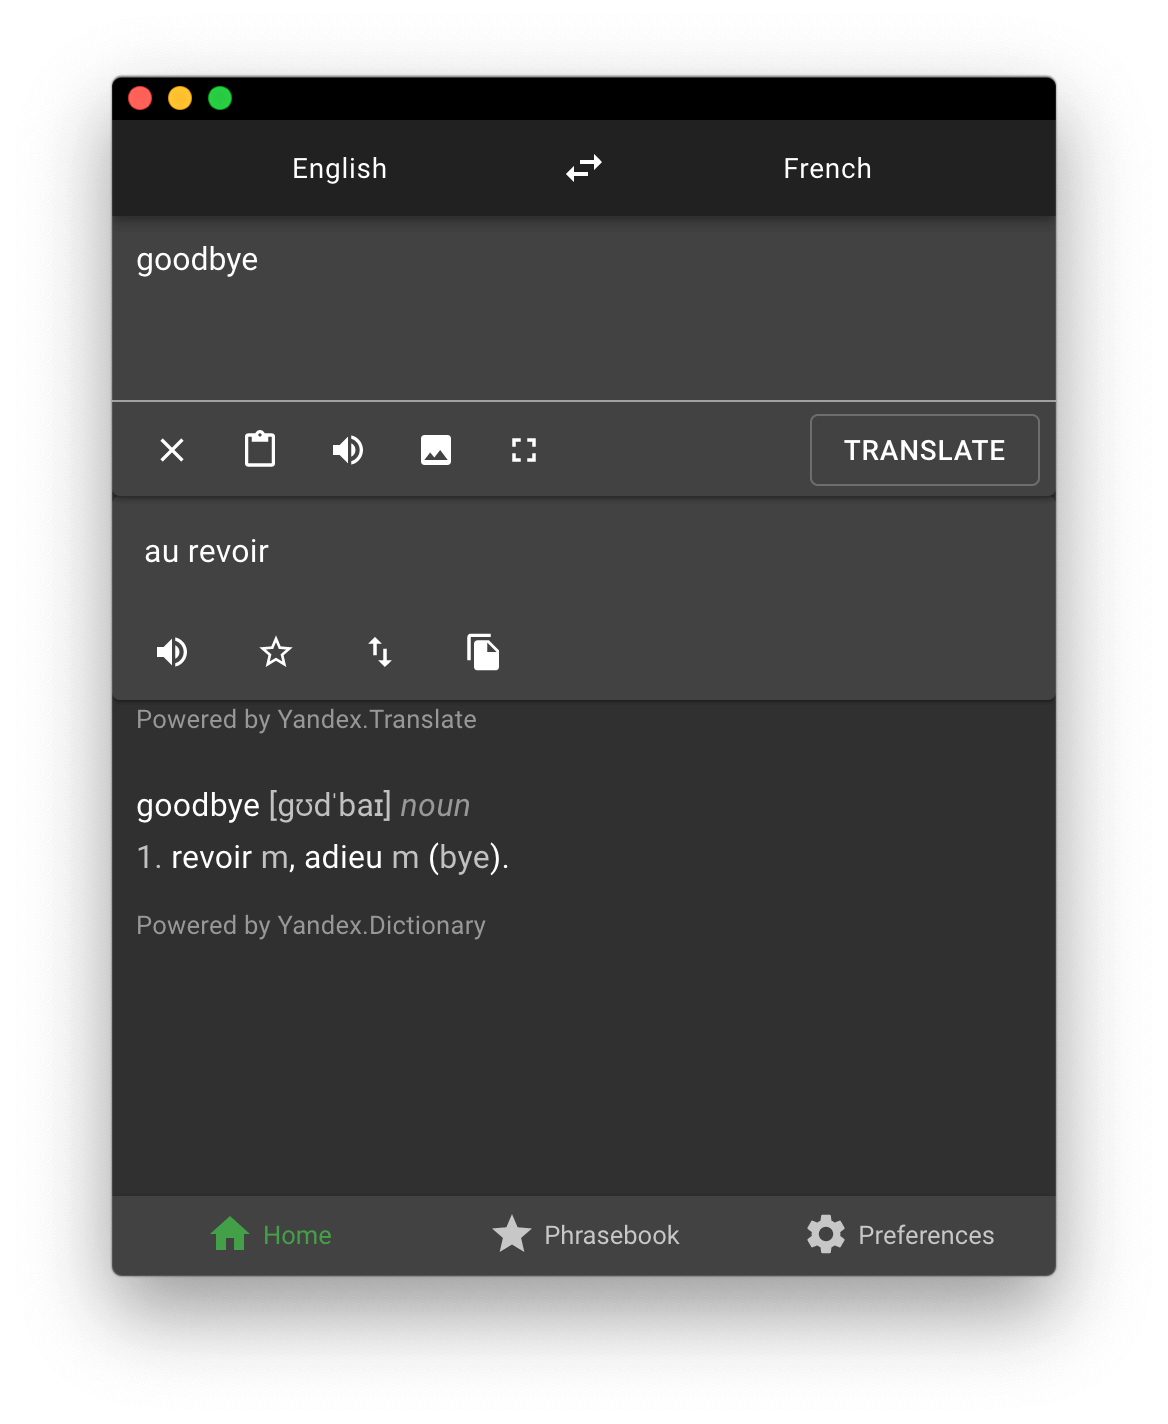 English French
goodbye
TRANSLATE
au revoir
Powered by Yandex.Translate
goodbye [gʊdˈbaɪ] noun
1. revoir m, adieu m (bye).
Powered by Yandex.Dictionary
Home Phrasebook Preferences